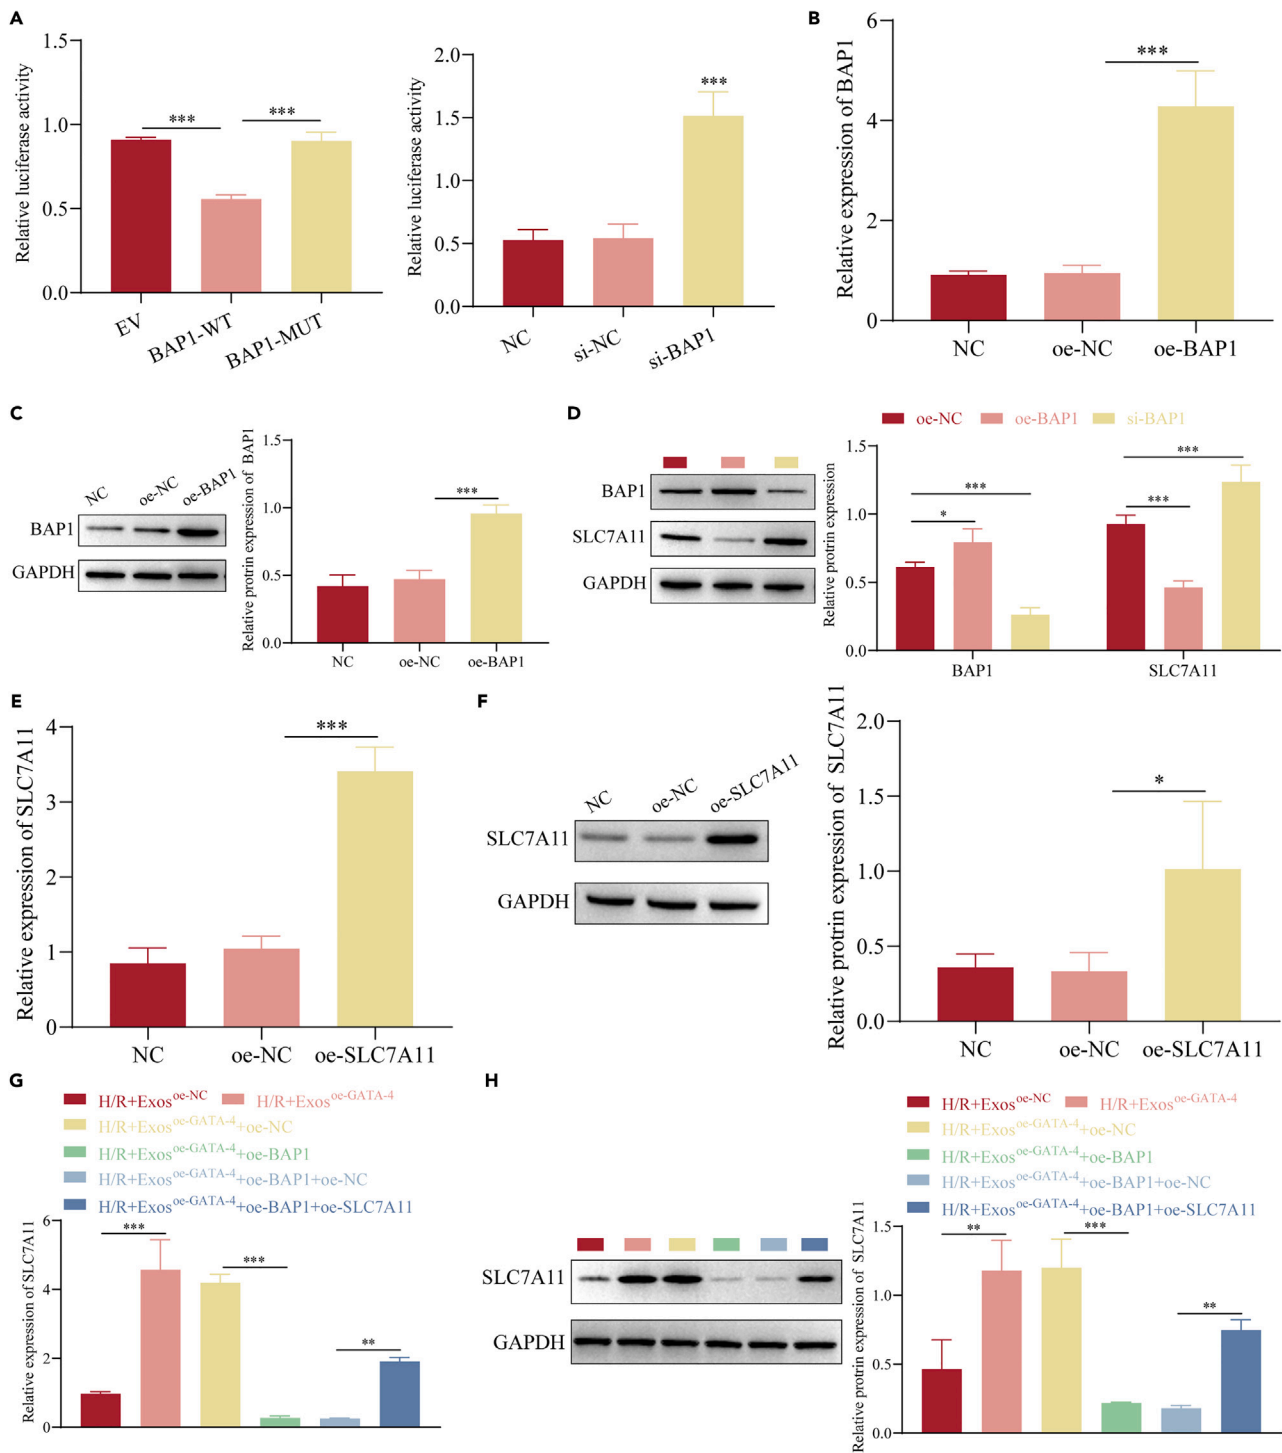 A
Relative luciferase activity
1.5
1.0
0.5
0.0
***
***
EV
BAP1-WT
BAP1-MUT
Relative luciferase activity
2.0
1.5
1.0
0.5
0.0
***
NC
si-NC
si-BAP1
B
Relative expression of BAP1
6
4
2
0
***
NC
oe-NC
oe-BAP1
C
NC
oe-NC
oe-BAP1
BAP1
GAPDH
Relative protrin expression of BAP1
1.5
1.0
0.5
0.0
***
NC
oe-NC
oe-BAP1
D
BAP1
SLC7A11
GAPDH
oe-NC
oe-BAP1
si-BAP1
Relative protrin expression
1.5
1.0
0.5
0.0
***
*
***
***
BAP1
SLC7A11
E
Relative expression of SLC7A11
4
3
2
1
0
***
NC
oe-NC
oe-SLC7A11
F
NC
oe-NC
oe-SLC7A11
SLC7A11
GAPDH
Relative protrin expression of SLC7A11
2.0
1.5
1.0
0.5
0.0
*
NC
oe-NC
oe-SLC7A11
G
H/R+Exos^oe-NC
H/R+Exos^oe-GATA-4
H/R+Exos^oe-GATA-4+oe-NC
H/R+Exos^oe-GATA-4+oe-BAP1
H/R+Exos^oe-GATA-4+oe-BAP1+oe-NC
H/R+Exos^oe-GATA-4+oe-BAP1+oe-SLC7A11
Relative expression of SLC7A11
6
4
2
0
***
***
**
H
SLC7A11
GAPDH
H/R+Exos^oe-NC
H/R+Exos^oe-GATA-4
H/R+Exos^oe-GATA-4+oe-NC
H/R+Exos^oe-GATA-4+oe-BAP1
H/R+Exos^oe-GATA-4+oe-BAP1+oe-NC
H/R+Exos^oe-GATA-4+oe-BAP1+oe-SLC7A11
Relative protrin expression of SLC7A11
1.5
1.0
0.5
0.0
**
***
**